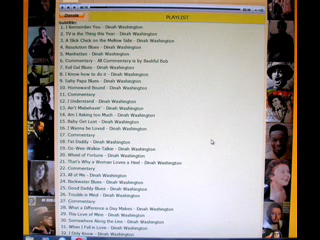 Donate
PLAYLIST
Subtitle:
1. I Remember You - Dinah Washington
2. TV is the Thing this Year - Dinah Washington
3. A Slick Chick on the Mellow Side - Dinah Washington
4. Resolution Blues - Dinah Washington
5. Manhattan - Dinah Washington
6. Commentary - All Commentary is by Bashful Bob
7. Evil Gal Blues - Dinah Washington
8. I Know how to do it - Dinah Washington
9. Salty Papa Blues - Dinah Washington
10. Homeward Bound - Dinah Washington
11. Commentary
12. I Understand - Dinah Washington
13. Ain't Misbehavin' - Dinah Washington
14. Am I Asking too Much - Dinah Washington
15. Baby Get Lost - Dinah Washington
16. I Wanna be Loved - Dinah Washington
17. Commentary
18. Fat Daddy - Dinah Washington
19. Oo-Wee-Walkie-Talkie - Dinah Washington
20. Wheel of Fortune - Dinah Washington
21. That's Why a Woman Loves a Heel - Dinah Washington
22. Commentary
23. All of Me - Dinah Washington
24. Backwater Blues - Dinah Washington
25. Good Daddy Blues - Dinah Washington
26. Trouble in Mind - Dinah Washington
27. Commentary
28. What a Difference a Day Makes - Dinah Washington
29. This Love of Mine - Dinah Washington
30. Somewhere Along the Line - Dinah Washington
31. When I Fall in Love - Dinah Washington
32. I Only Know - Dinah Washington